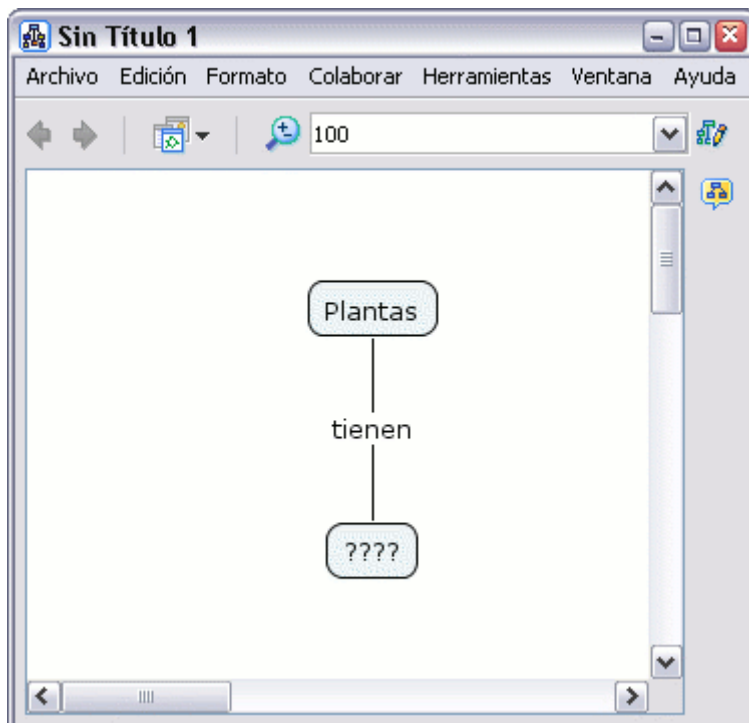 Sin Título 1
Archivo Edición Formato Colaborar Herramientas Ventana Ayuda
100
Plantas
tienen
????